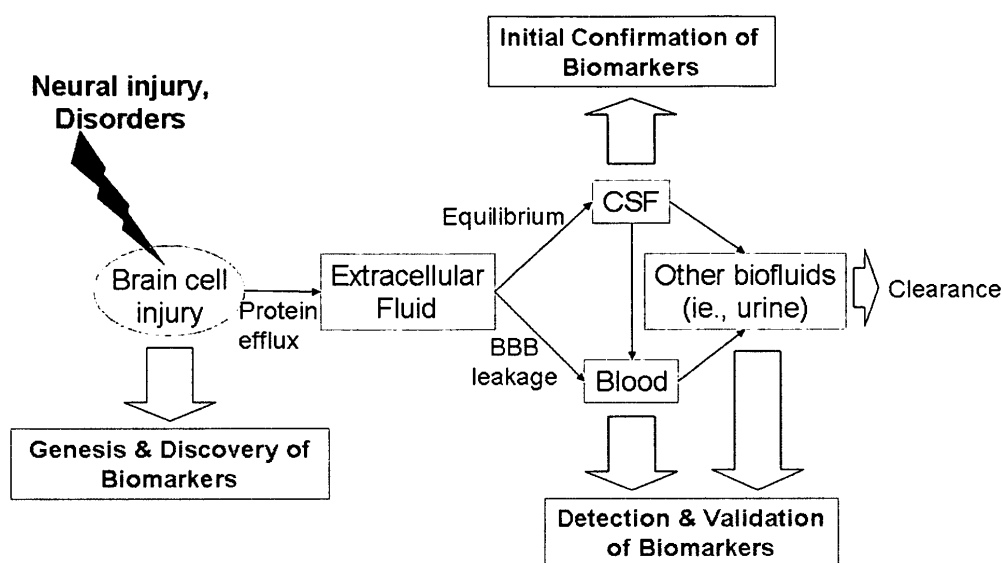 Initial Confirmation of
Biomarkers
Neural injury,
Disorders
CSF
Equilibrium
Brain cell
injury
Protein
efflux
Extracellular
Fluid
Other biofluids
(ie., urine)
Clearance
BBB
leakage
Blood
Genesis & Discovery of
Biomarkers
Detection & Validation
of Biomarkers